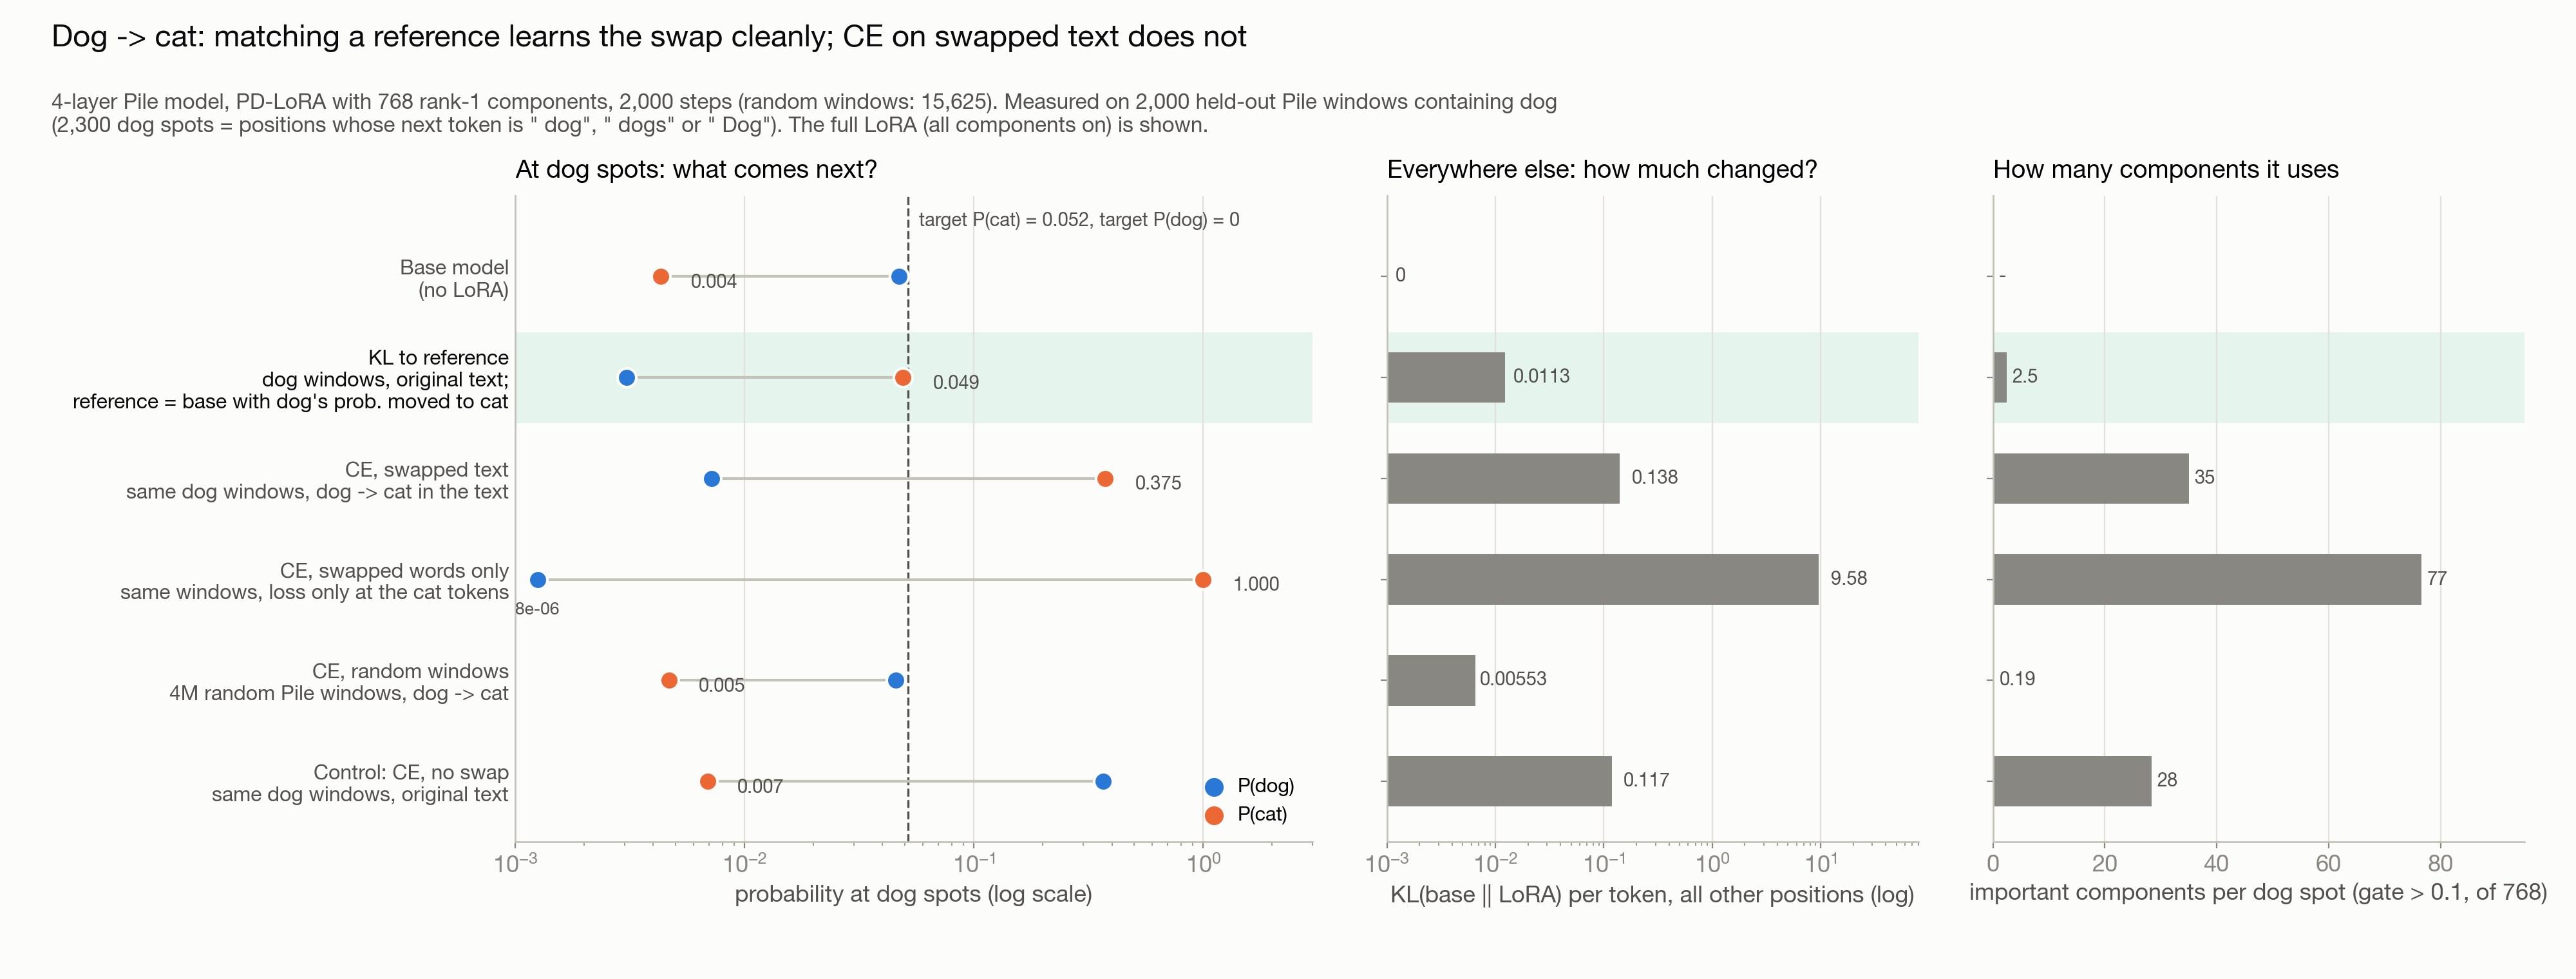 Dog -> cat: matching a reference learns the swap cleanly; CE on swapped text does not
4-layer Pile model, PD-LoRA with 768 rank-1 components, 2,000 steps (random windows: 15,625). Measured on 2,000 held-out Pile windows containing dog
(2,300 dog spots = positions whose next token is " dog", " dogs" or " Dog"). The full LoRA (all components on) is shown.
At dog spots: what comes next?
target P(cat) = 0.052, target P(dog) = 0
Base model
(no LoRA)
0.004
KL to reference
dog windows, original text;
reference = base with dog's prob. moved to cat
0.049
CE, swapped text
same dog windows, dog -> cat in the text
0.375
CE, swapped words only
same windows, loss only at the cat tokens
8e-06
1.000
CE, random windows
4M random Pile windows, dog -> cat
0.005
Control: CE, no swap
same dog windows, original text
0.007
P(dog)
P(cat)
10⁻³ 10⁻² 10⁻¹ 10⁰
probability at dog spots (log scale)
Everywhere else: how much changed?
0
0.0113
0.138
9.58
0.00553
0.117
10⁻³ 10⁻² 10⁻¹ 10⁰ 10¹
KL(base || LoRA) per token, all other positions (log)
How many components it uses
-
2.5
35
77
0.19
28
0 20 40 60 80
important components per dog spot (gate > 0.1, of 768)